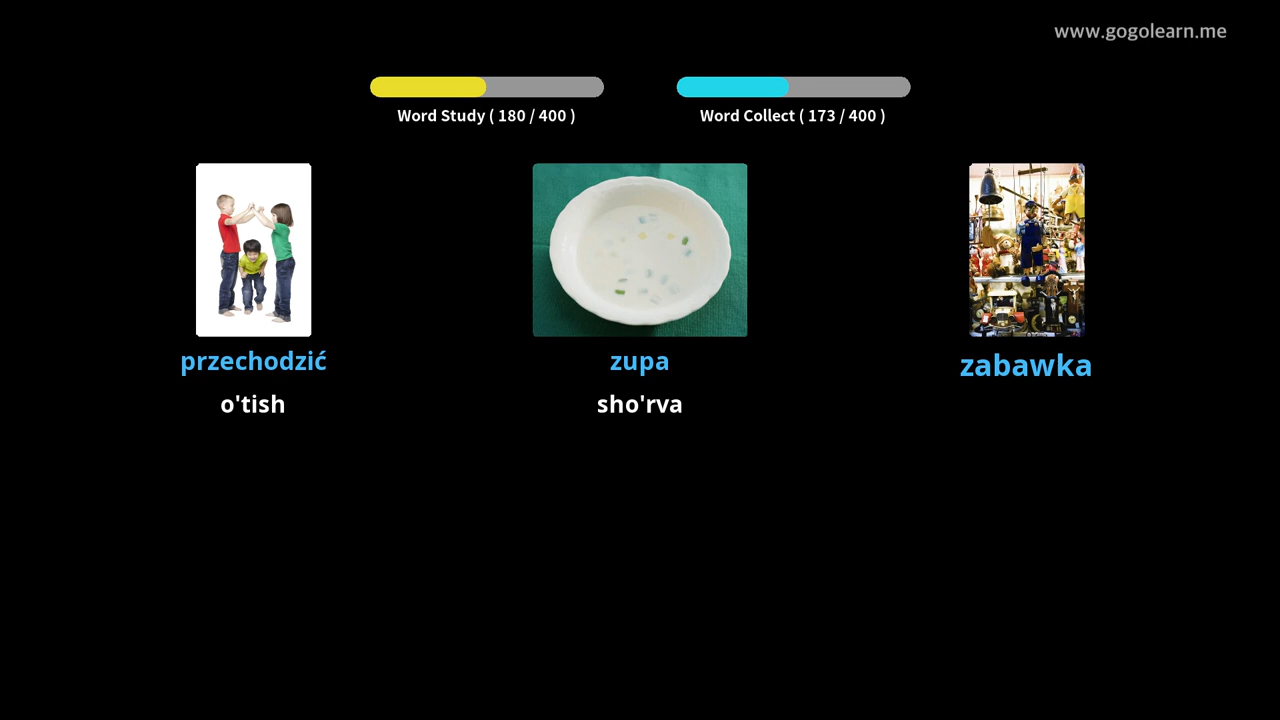 www.gogolearn.me
Word Study ( 180 / 400 )
Word Collect ( 173 / 400 )
przechodzić
zupa
zabawka
o'tish
sho'rva